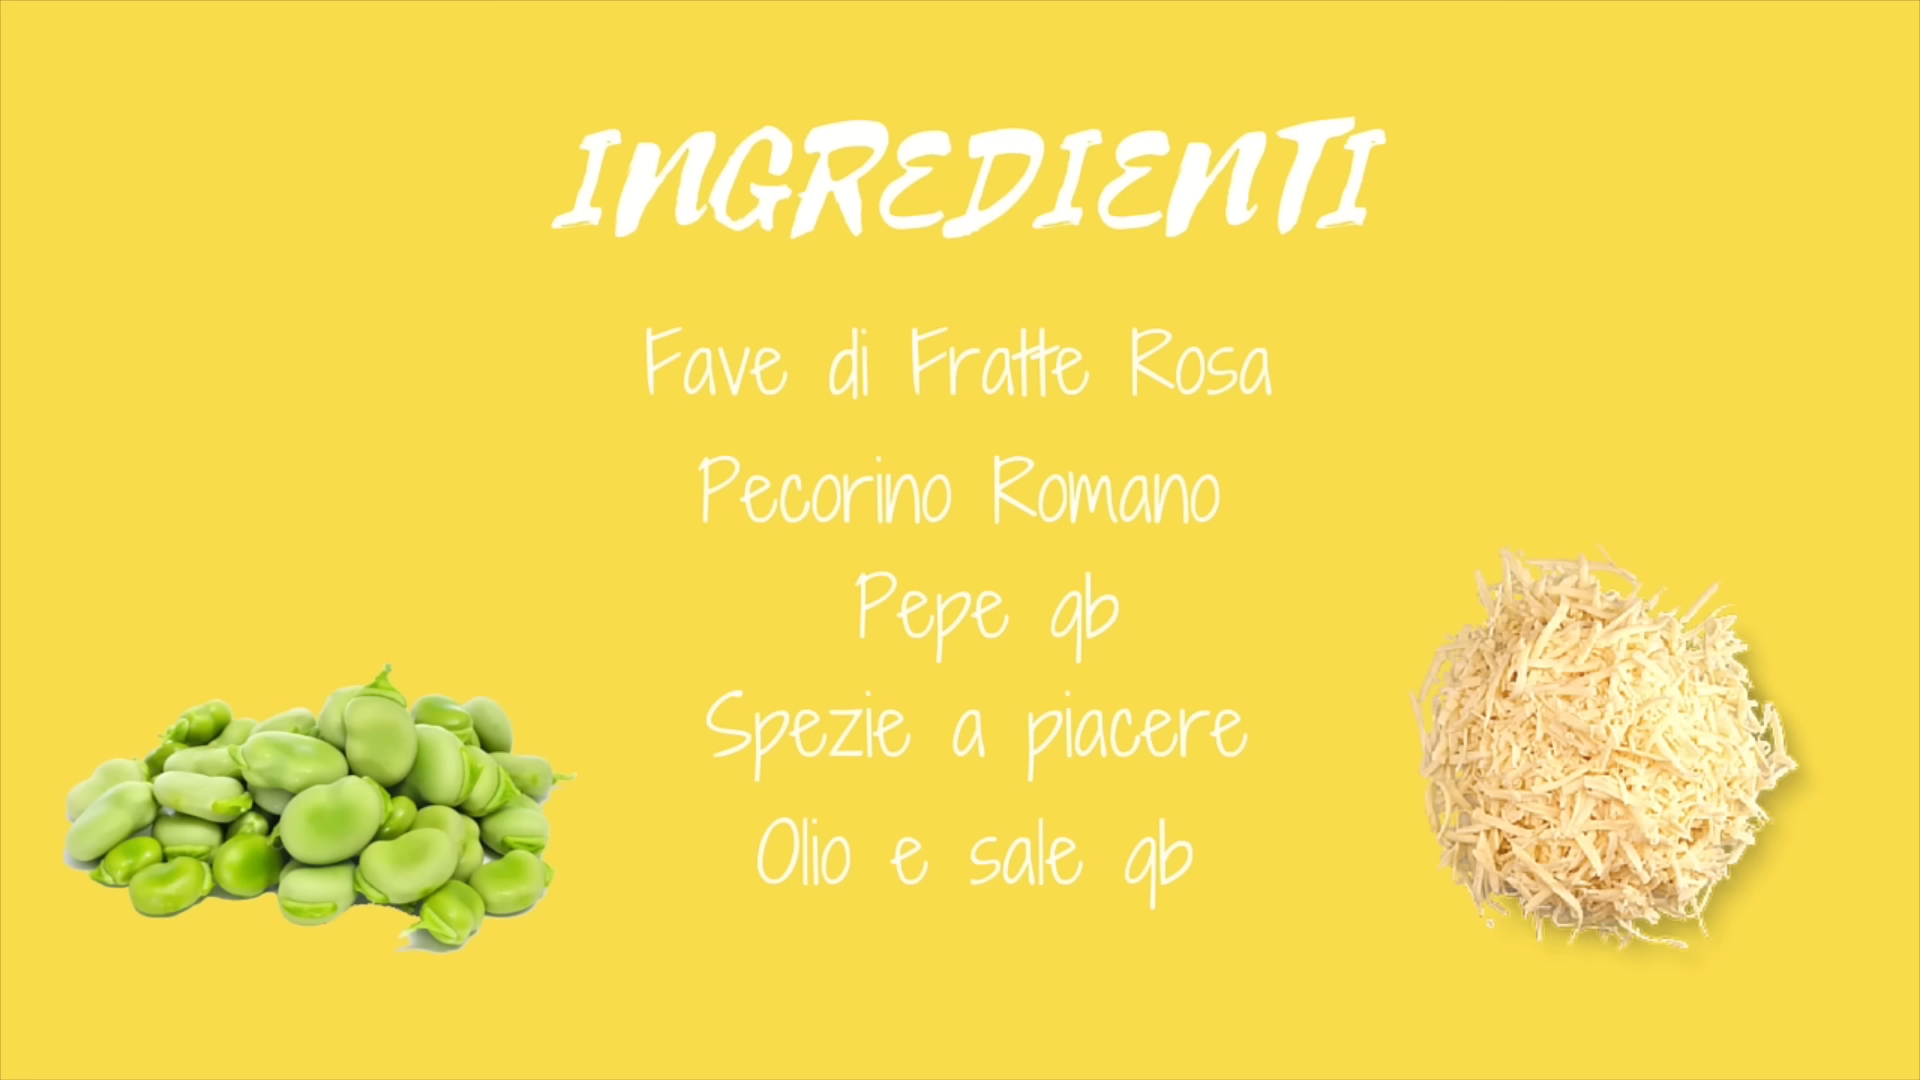 INGREDIENTI
Fave di Fratte Rosa
Pecorino Romano
Pepe qb
Spezie a piacere
Olio e sale qb